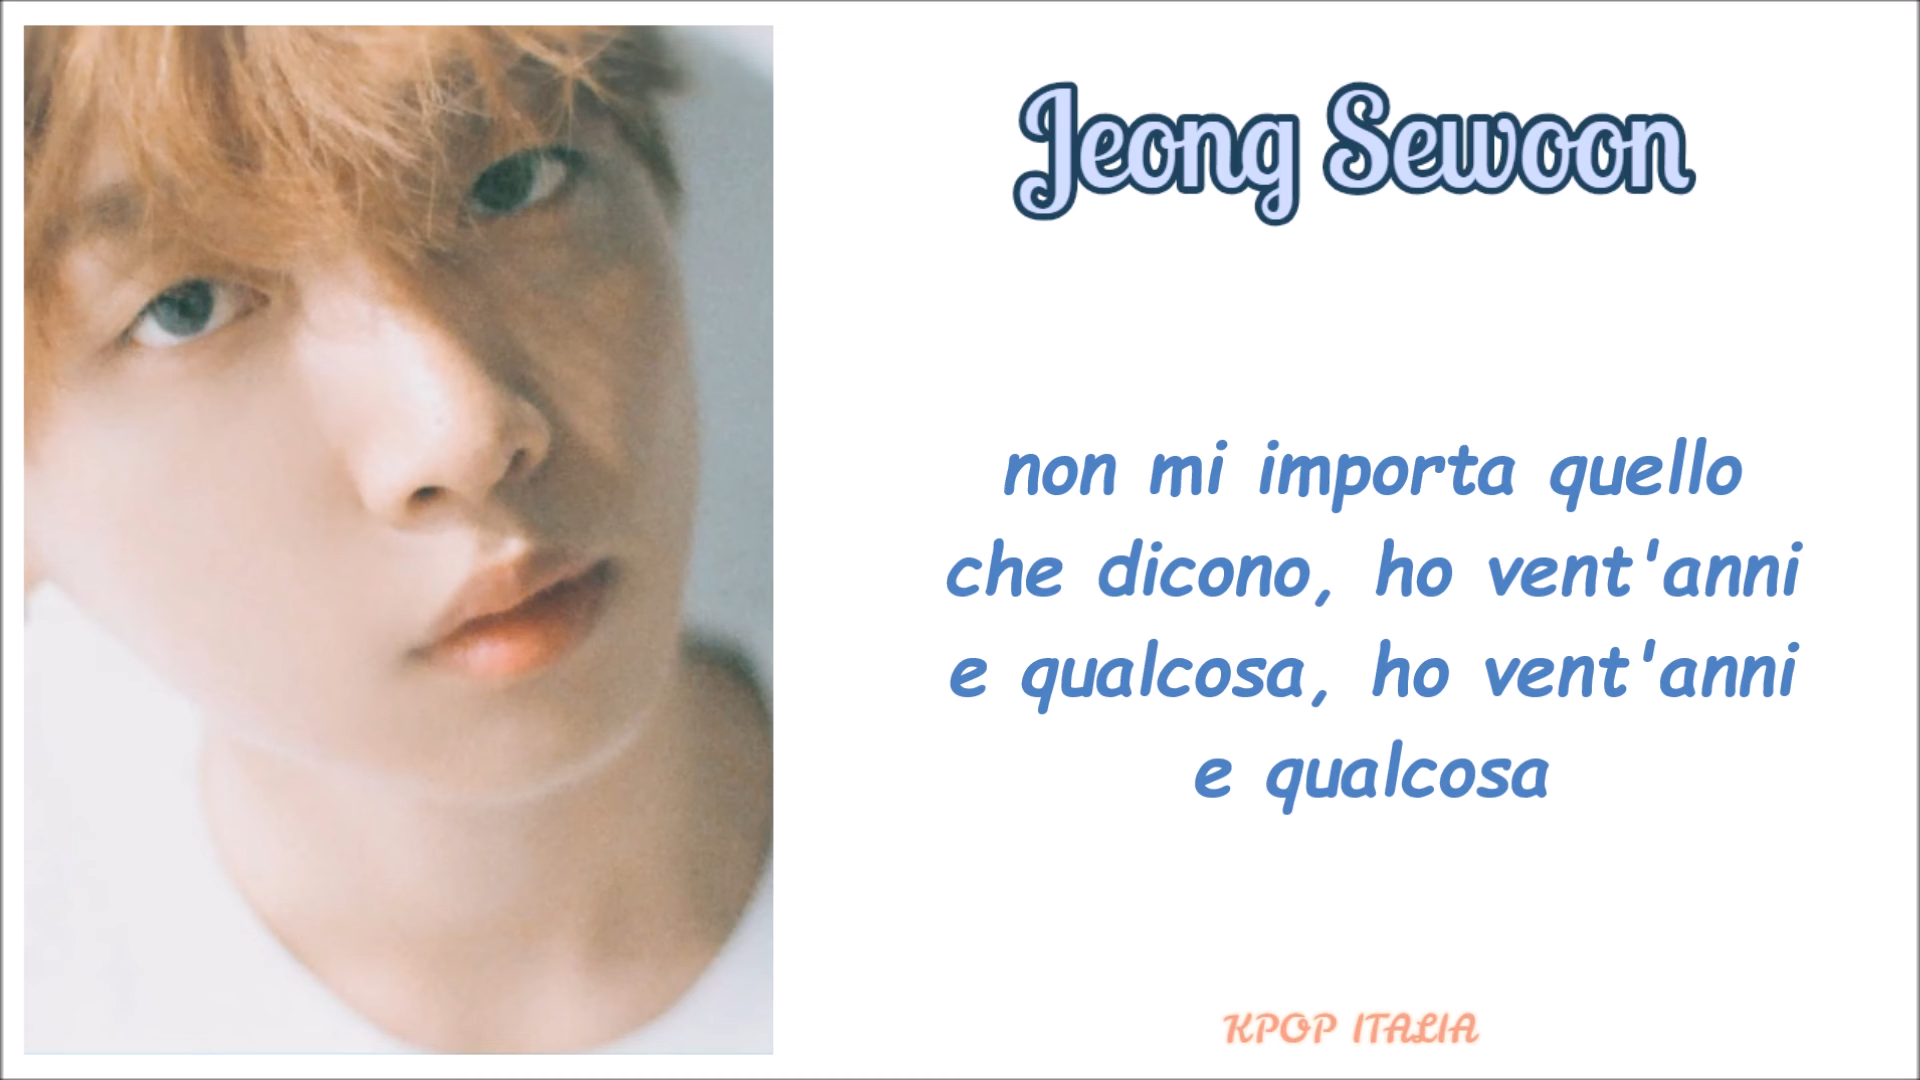 Jeong Sewoon
non mi importa quello
che dicono, ho vent'anni
e qualcosa, ho vent'anni
e qualcosa
KPOP ITALIA